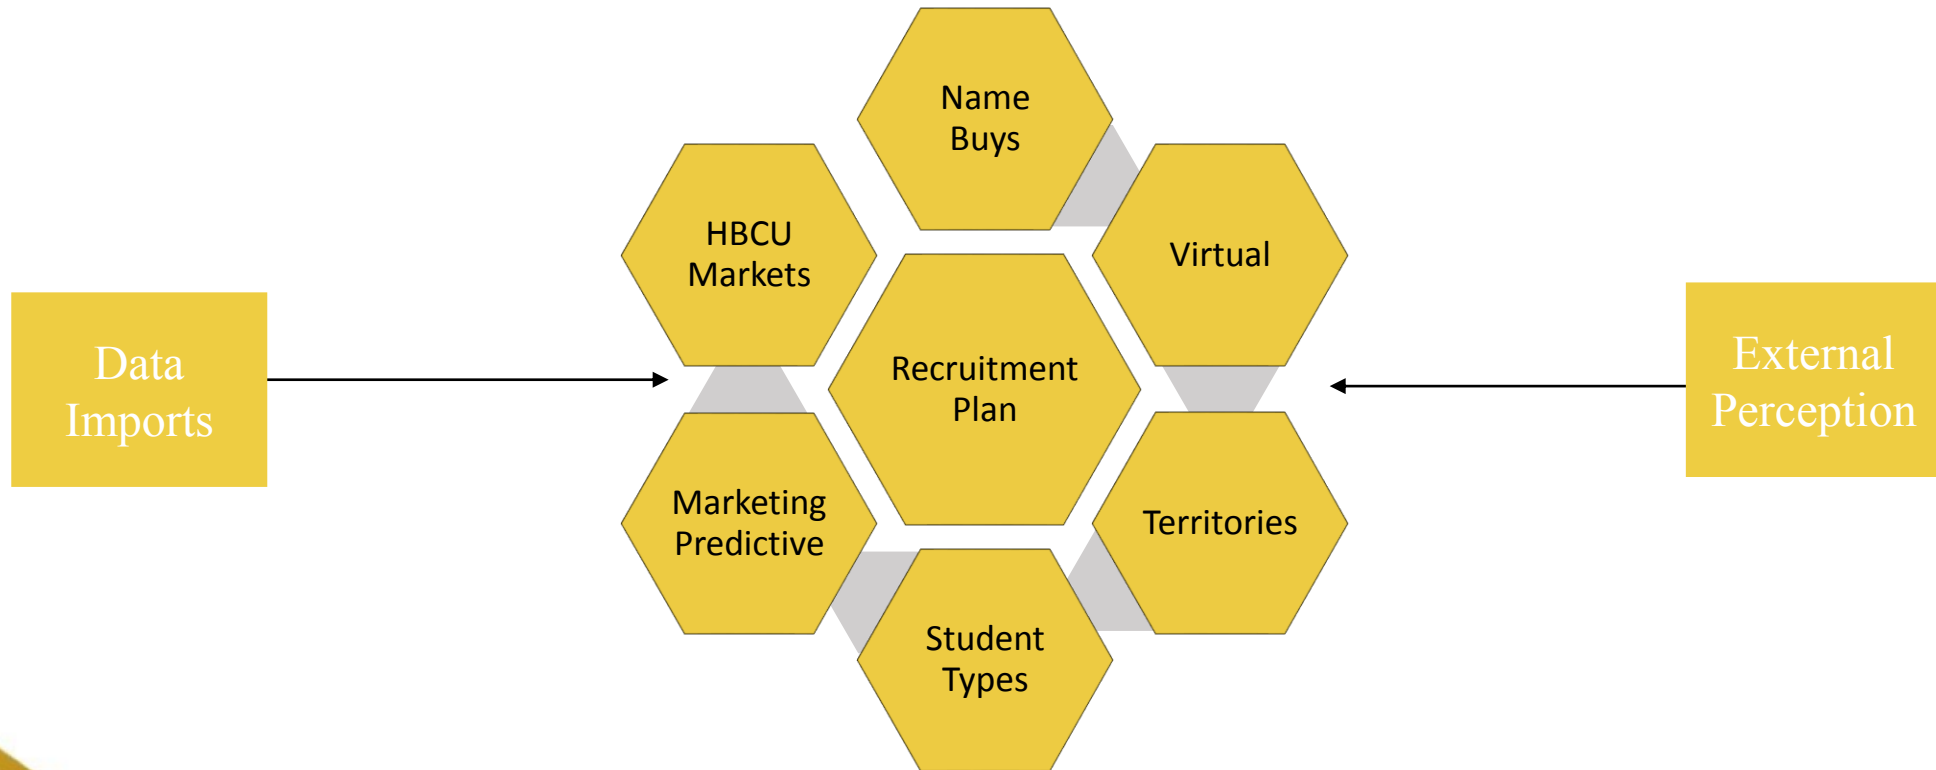 Name
Buys
HBCU
Markets
Virtual
Data
Imports
Recruitment
Plan
External
Perception
Marketing
Predictive
Territories
Student
Types